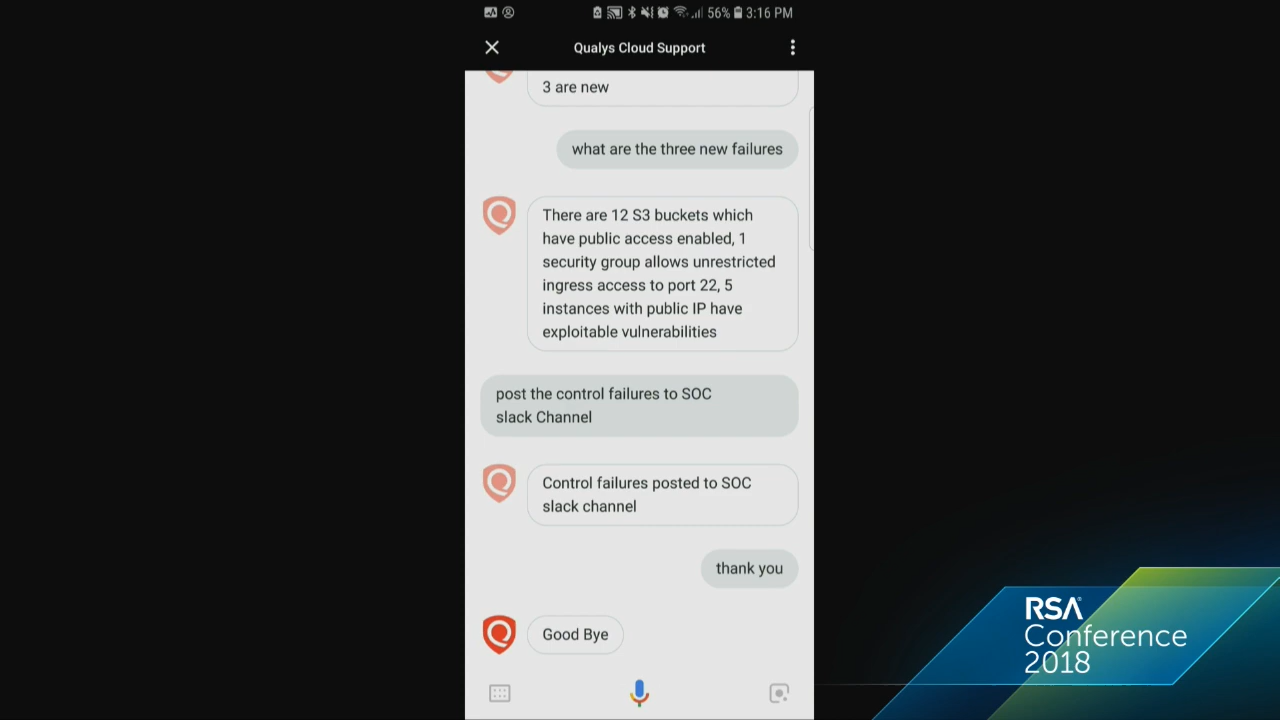 56% 3:16 PM
Qualys Cloud Support
3 are new
what are the three new failures
There are 12 S3 buckets which
have public access enabled, 1
security group allows unrestricted
ingress access to port 22, 5
instances with public IP have
exploitable vulnerabilities
post the control failures to SOC
slack Channel
Control failures posted to SOC
slack channel
thank you
Good Bye
RSA
Conference
2018